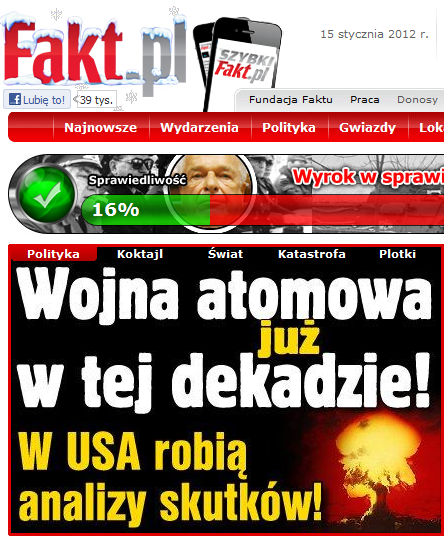 Fakt.pl
SZYBKI
Fakt.pl
15 stycznia 2012 r.
Lubię to!
39 tys.
Fundacja Faktu
Praca
Donosy
Najnowsze
Wydarzenia
Polityka
Gwiazdy
Lok
Sprawiedliwość
Wyrok w sprawi
16%
Polityka
Koktajl
Świat
Katastrofa
Plotki
Wojna atomowa
już
w tej dekadzie!
W USA robią
analizy skutków!